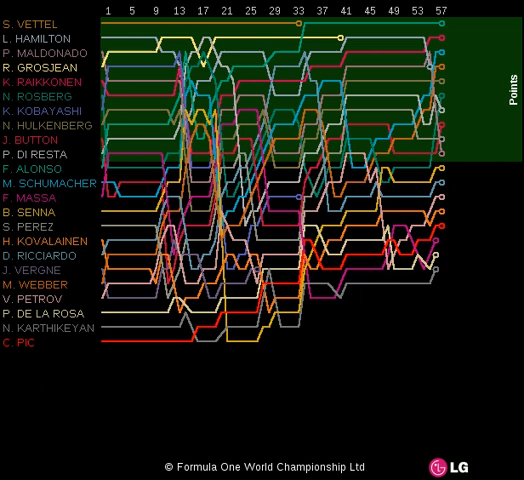 1 5 9 13 17 21 25 29 33 37 41 45 49 53 57
S. VETTEL
L. HAMILTON
P. MALDONADO
R. GROSJEAN
K. RAIKKONEN
N. ROSBERG
K. KOBAYASHI
N. HULKENBERG
J. BUTTON
P. DI RESTA
F. ALONSO
M. SCHUMACHER
F. MASSA
B. SENNA
S. PEREZ
H. KOVALAINEN
D. RICCIARDO
J. VERGNE
M. WEBBER
V. PETROV
P. DE LA ROSA
N. KARTHIKEYAN
C. PIC
Points
© Formula One World Championship Ltd
LG